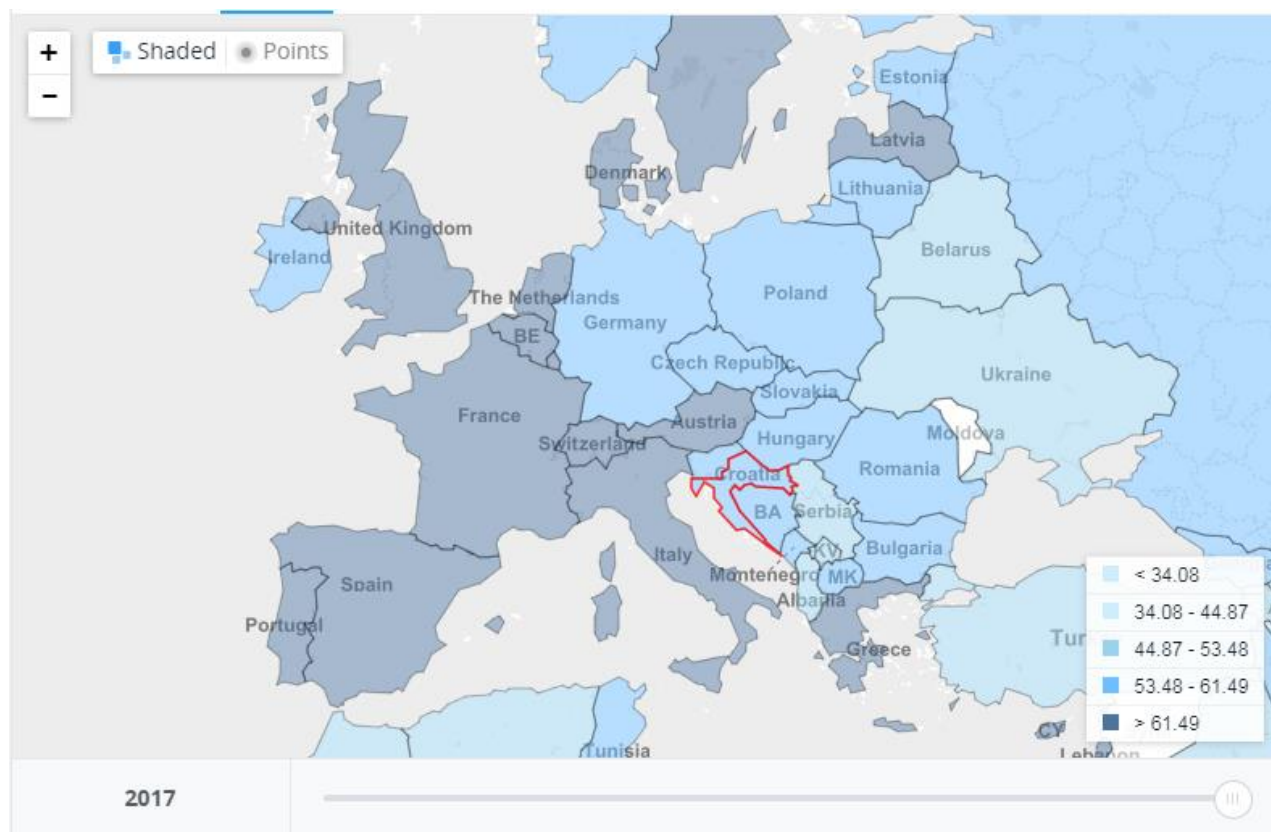 +
Shaded
Points
−
Estonia
Latvia
Denmark
Lithuania
United Kingdom
Ireland
Belarus
The Netherlands
Poland
Germany
BE
Czech Republic
Ukraine
Slovakia
France
Austria
Switzerland
Hungary
Moldova
Croatia
Romania
BA
Serbia
Italy
KV
Bulgaria
Montenegro
MK
Spain
Albania
Portugal
Greece
CY
Tunisia
Lebanon
< 34.08
34.08 - 44.87
44.87 - 53.48
53.48 - 61.49
> 61.49
2017